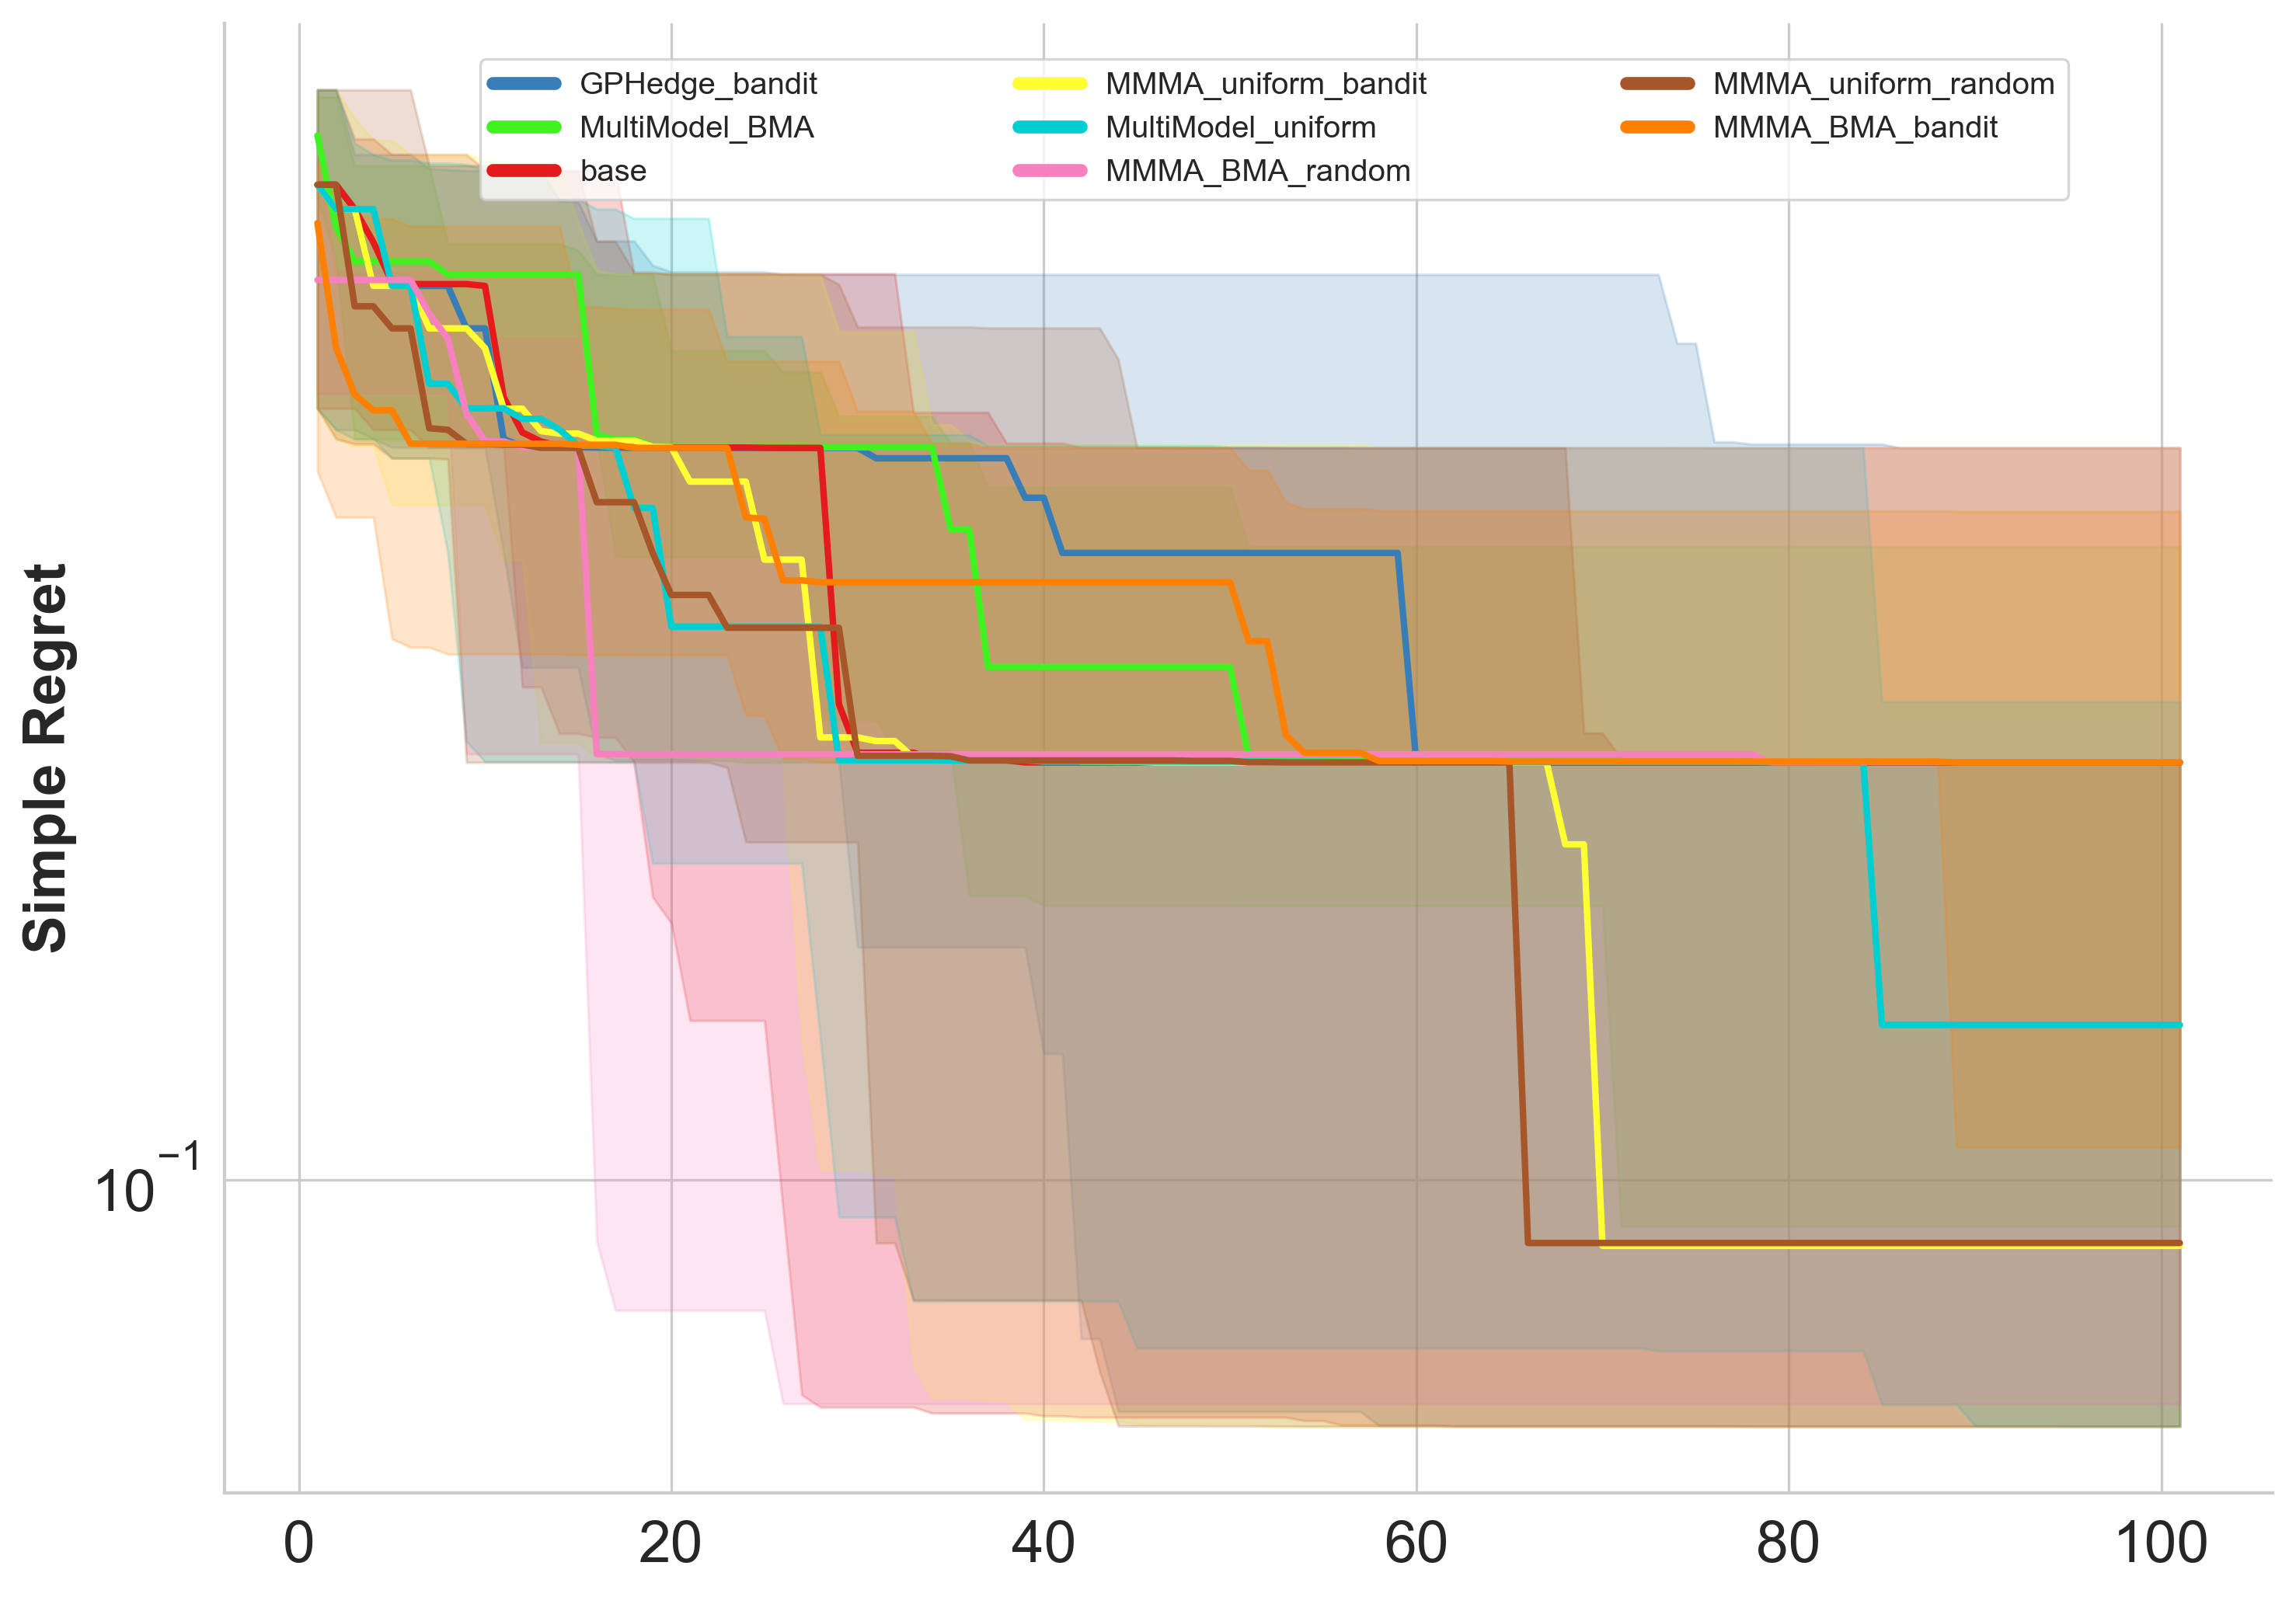 GPHedge_bandit
MultiModel_BMA
base
MMMA_uniform_bandit
MultiModel_uniform
MMMA_BMA_random
MMMA_uniform_random
MMMA_BMA_bandit
Simple Regret
10⁻¹
0 20 40 60 80 100